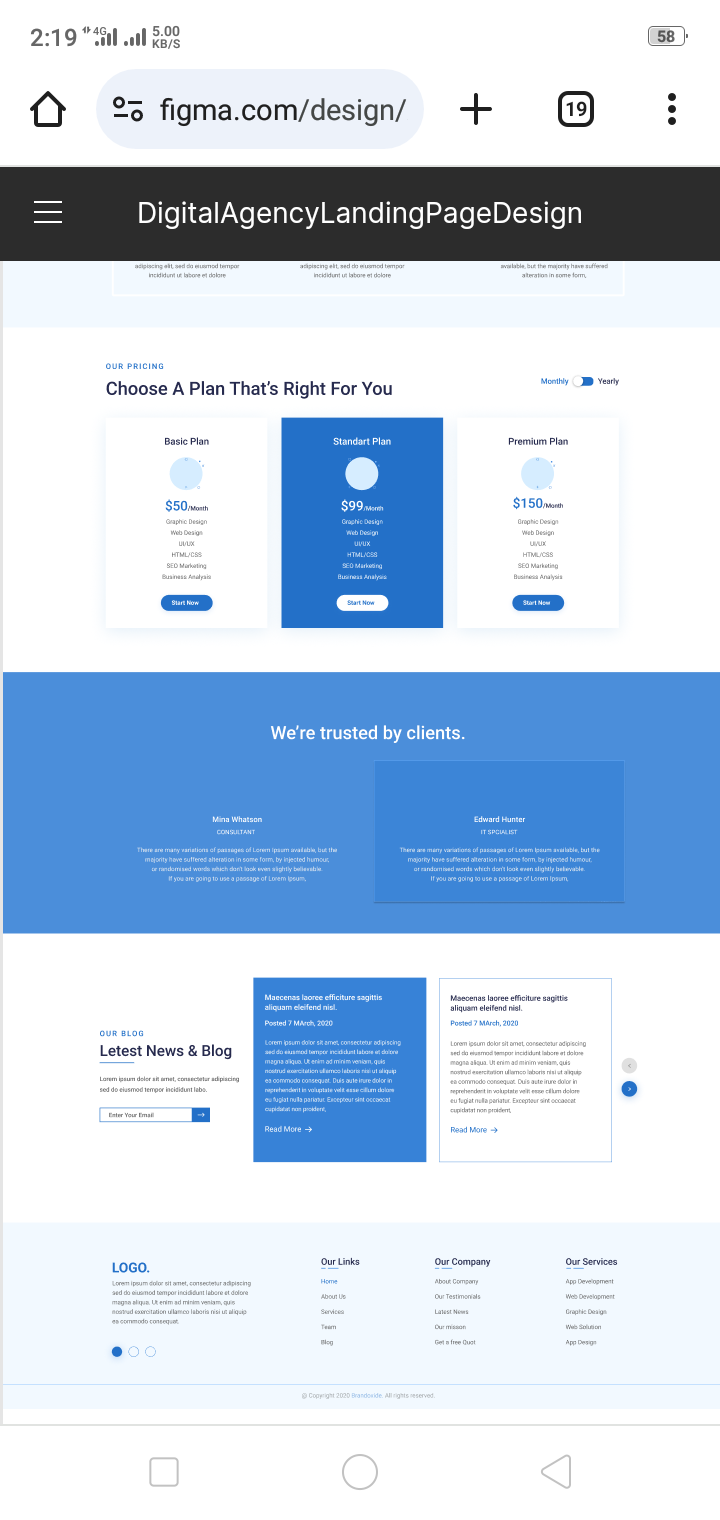 2:19 4G 5.00 KB/S 58
figma.com/design/ 19
DigitalAgencyLandingPageDesign
adipiscing elit, sed do eiusmod tempor
incididunt ut labore et dolore
adipiscing elit, sed do eiusmod tempor
incididunt ut labore et dolore
available, but the majority have suffered
alteration in some form,
OUR PRICING
Choose A Plan That's Right For You
Monthly Yearly
Basic Plan
$50/Month
Graphic Design
Web Design
UI/UX
HTML/CSS
SEO Marketing
Business Analysis
Start Now
Standart Plan
$99/Month
Graphic Design
Web Design
UI/UX
HTML/CSS
SEO Marketing
Business Analysis
Start Now
Premium Plan
$150/Month
Graphic Design
Web Design
UI/UX
HTML/CSS
SEO Marketing
Business Analysis
Start Now
We're trusted by clients.
Mina Whatson
CONSULTANT
There are many variations of passages of Lorem Ipsum available, but the
majority have suffered alteration in some form, by injected humour,
or randomised words which don't look even slightly believable.
If you are going to use a passage of Lorem Ipsum,
Edward Hunter
IT SPCIALIST
There are many variations of passages of Lorem Ipsum available, but the
majority have suffered alteration in some form, by injected humour,
or randomised words which don't look even slightly believable.
If you are going to use a passage of Lorem Ipsum,
OUR BLOG
Letest News & Blog
Lorem ipsum dolor sit amet, consectetur adipiscing
sed do eiusmod tempor incididunt labo.
Enter Your Email
Maecenas laoree efficiture sagittis
aliquam eleifend nisl.
Posted 7 MArch, 2020
Lorem ipsum dolor sit amet, consectetur adipiscing
sed do eiusmod tempor incididunt labore et dolore
magna aliqua. Ut enim ad minim veniam, quis
nostrud exercitation ullamco laboris nisi ut aliquip
ea commodo consequat. Duis aute irure dolor in
reprehenderit in voluptate velit esse cillum dolore
eu fugiat nulla pariatur. Excepteur sint occaecat
cupidatat non proident,
Read More
Maecenas laoree efficiture sagittis
aliquam eleifend nisl.
Posted 7 MArch, 2020
Lorem ipsum dolor sit amet, consectetur adipiscing
sed do eiusmod tempor incididunt labore et dolore
magna aliqua. Ut enim ad minim veniam, quis
nostrud exercitation ullamco laboris nisi ut aliquip
ea commodo consequat. Duis aute irure dolor in
reprehenderit in voluptate velit esse cillum dolore
eu fugiat nulla pariatur. Excepteur sint occaecat
cupidatat non proident,
Read More
LOGO.
Lorem ipsum dolor sit amet, consectetur adipiscing
sed do eiusmod tempor incididunt labore et dolore
magna aliqua. Ut enim ad minim veniam, quis
nostrud exercitation ullamco laboris nisi ut aliquip
ea commodo consequat.
Our Links
Home
About Us
Services
Team
Blog
Our Company
About Company
Our Testimonials
Latest News
Our misson
Get a free Quot
Our Services
App Development
Web Development
Graphic Design
Web Solution
App Design
@ Copyright 2020 Brandoxide. All rights reserved.